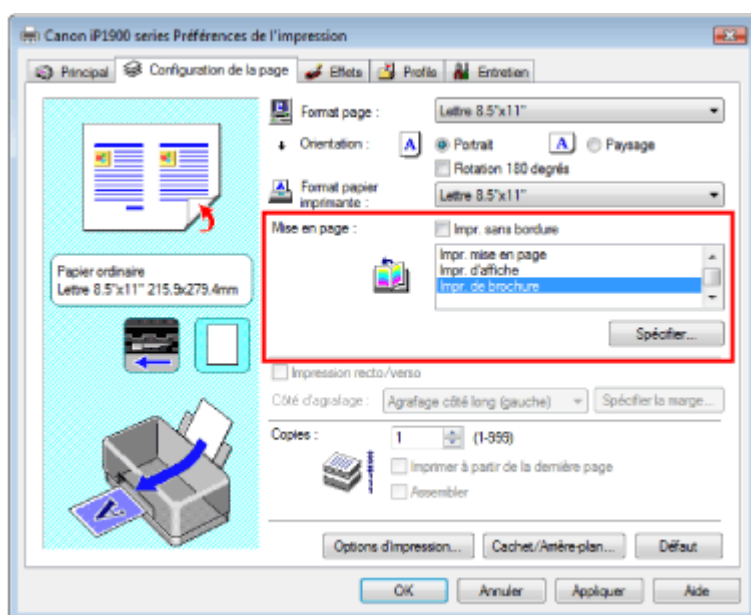 Canon iP1900 series Préférences de l'impression
Principal Configuration de la page Effets Profils Entretien
Format page : Lettre 8.5"x11"
Orientation : A Portrait A Paysage
Rotation 180 degrés
Format papier imprimante : Lettre 8.5"x11"
Mise en page : Impr. sans bordure
Impr. mise en page
Impr. d'affiche
Impr. de brochure
Spécifier...
Papier ordinaire
Lettre 8.5"x11" 215.9x279.4mm
Impression recto/verso
Côté d'agrafage : Agrafage côté long (gauche) Spécifier la marge...
Copies : 1 (1-999)
Imprimer à partir de la dernière page
Assembler
Options d'impression... Cachet/Arrière-plan... Défaut
OK Annuler Appliquer Aide